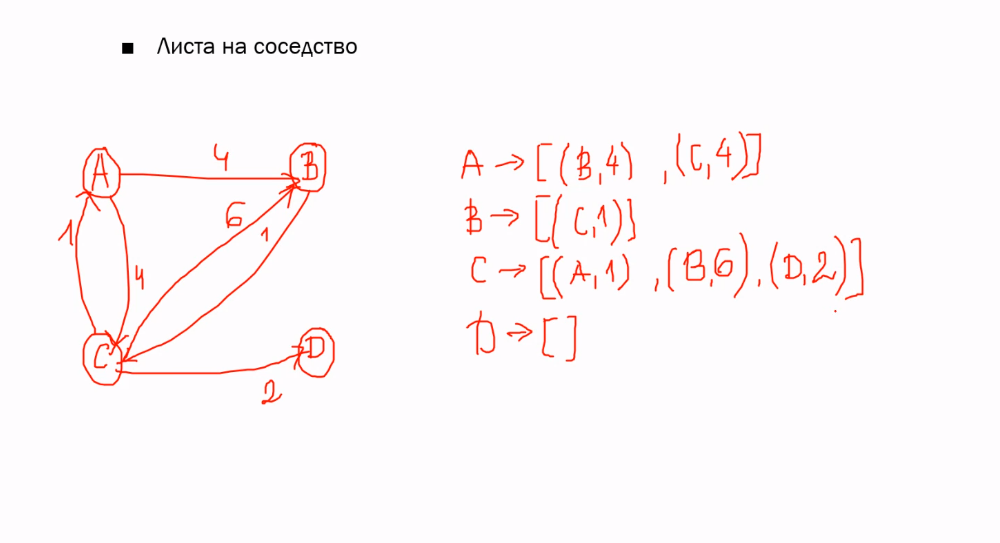 ▪ Листа на соседство
A 4 B
6
1 1
4
C D
2
A → [(B,4) ,(C,4)]
B → [(C,1)]
C → [(A,1) ,(B,6),(D,2)]
D → []